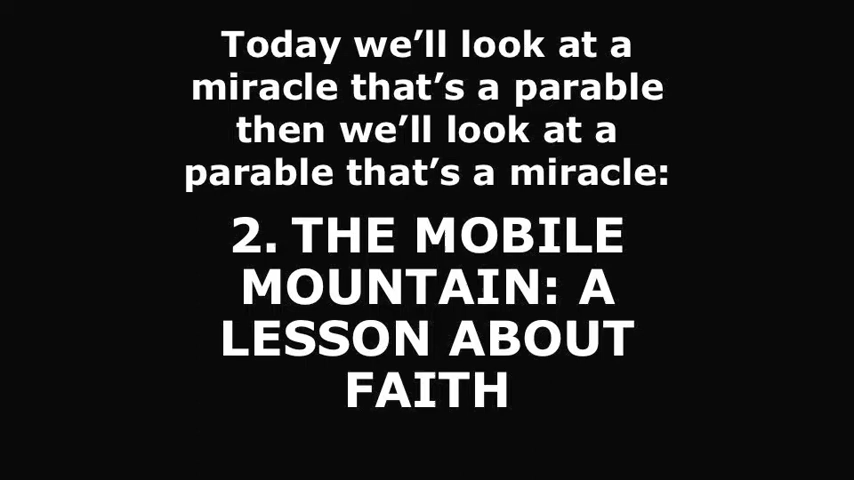 Today we’ll look at a
miracle that’s a parable
then we’ll look at a
parable that’s a miracle:
2. THE MOBILE
MOUNTAIN: A
LESSON ABOUT
FAITH